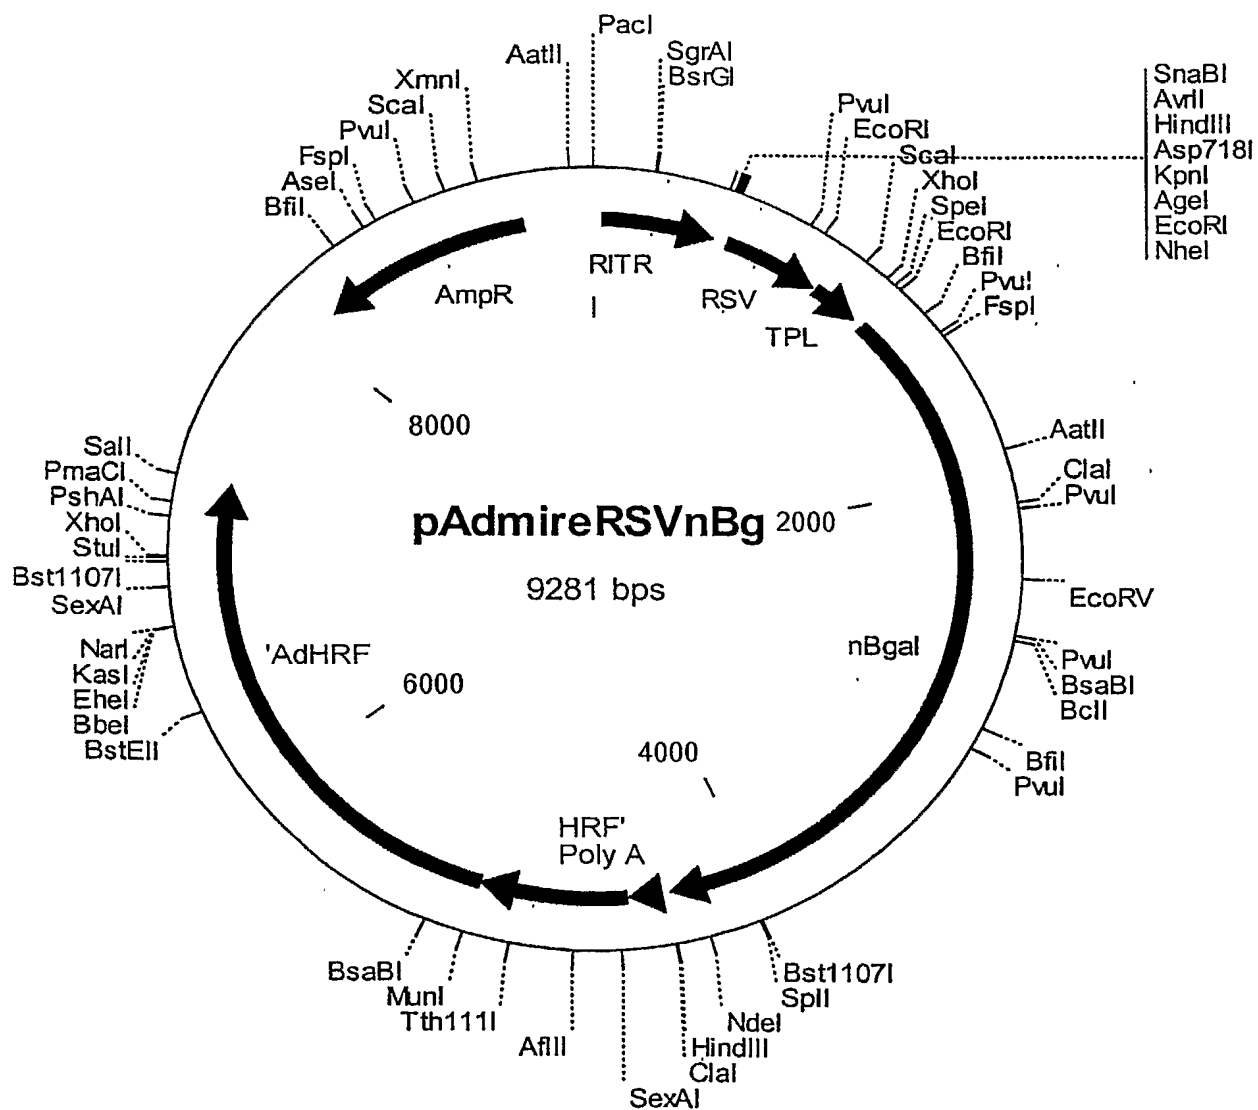 PacI
AatII
SgrAI
BsrGI
XmnI
ScaI
PvuI
FspI
AseI
BfiI
PvuI
EcoRI
ScaI
XhoI
SpeI
EcoRI
BfiI
PvuI
FspI
SnaBI
AvrII
HindIII
Asp718I
KpnI
AgeI
EcoRI
NheI
RITR
RSV
TPL
AmpR
I
8000
2000
pAdmireRSVnBg
9281 bps
AatII
ClaI
PvuI
EcoRV
PvuI
BsaBI
BclI
BfiI
PvuI
nBgaI
SalI
PmaCI
PshAI
XhoI
StuI
Bst1107I
SexAI
NarI
KasI
EheI
BbeI
BstEII
'AdHRF
6000
4000
HRF'
Poly A
BsaBI
MunI
Tth111I
AflII
SexAI
ClaI
HindIII
NdeI
SplI
Bst1107I